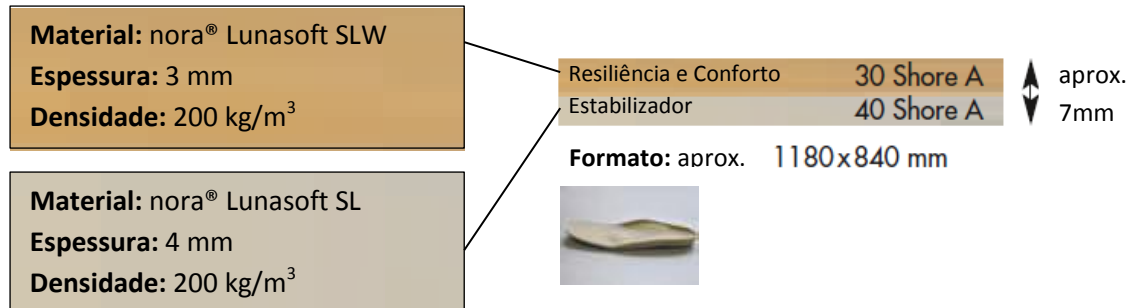 Material: nora® Lunasoft SLW
Espessura: 3 mm
Densidade: 200 kg/m³
Material: nora® Lunasoft SL
Espessura: 4 mm
Densidade: 200 kg/m³
Resiliência e Conforto 30 Shore A
Estabilizador 40 Shore A
aprox.
7mm
Formato: aprox. 1180x840 mm